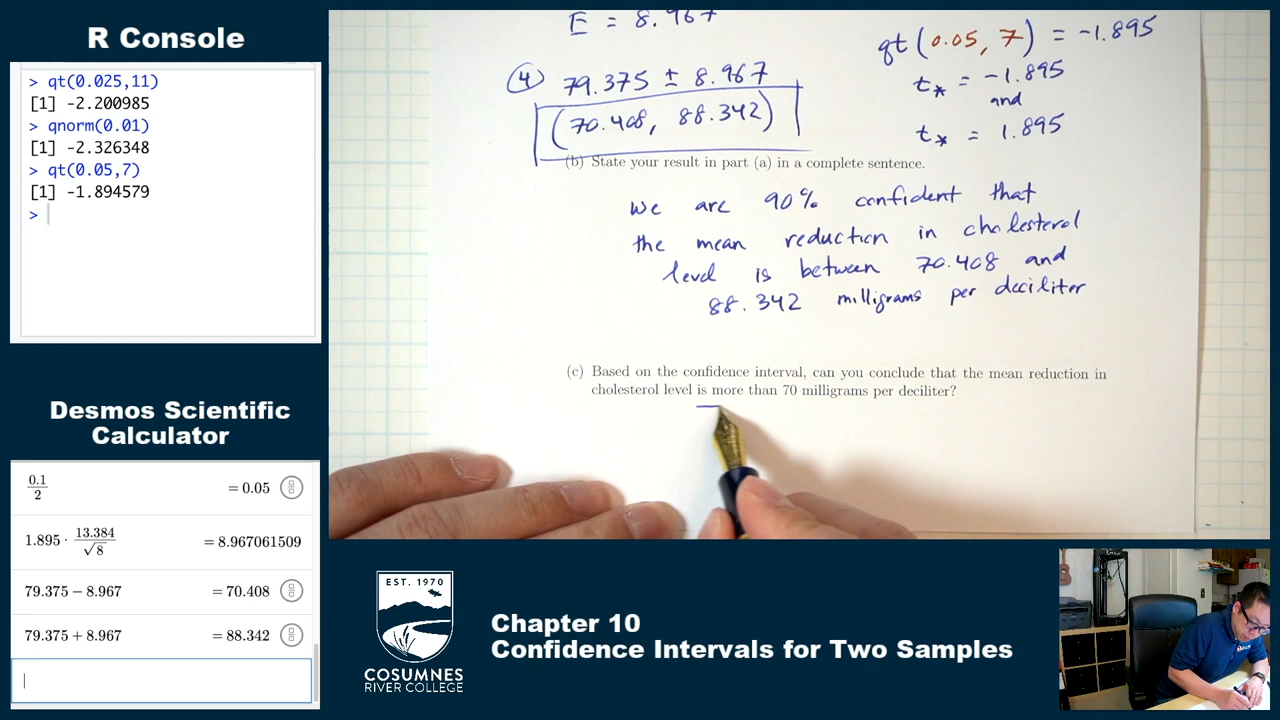 R Console
> qt(0.025,11)
[1] -2.200985
> qnorm(0.01)
[1] -2.326348
> qt(0.05,7)
[1] -1.894579
>
Desmos Scientific
Calculator
0.1/2 = 0.05
1.895 · 13.384/√8 = 8.967061509
79.375 − 8.967 = 70.408
79.375 + 8.967 = 88.342
E = 8.967
qt (0.05, 7) = -1.895
t* = -1.895
and
t* = 1.895
④ 79.375 ± 8.967
(70.408, 88.342)
(b) State your result in part (a) in a complete sentence.
We are 90% confident that
the mean reduction in cholesterol
level is between 70.408 and
88.342 milligrams per deciliter
(c) Based on the confidence interval, can you conclude that the mean reduction in
cholesterol level is more than 70 milligrams per deciliter?
EST. 1970
COSUMNES
RIVER COLLEGE
Chapter 10
Confidence Intervals for Two Samples